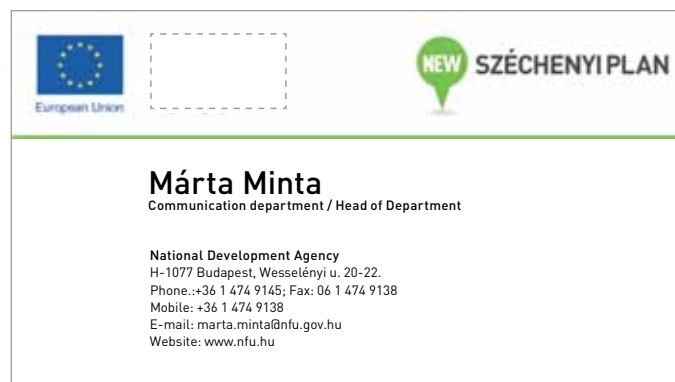 European Union
NEW SZÉCHENYI PLAN
Márta Minta
Communication department / Head of Department
National Development Agency
H-1077 Budapest, Wesselényi u. 20-22.
Phone.:+36 1 474 9145; Fax: 06 1 474 9138
Mobile: +36 1 474 9138
E-mail: marta.minta@nfu.gov.hu
Website: www.nfu.hu